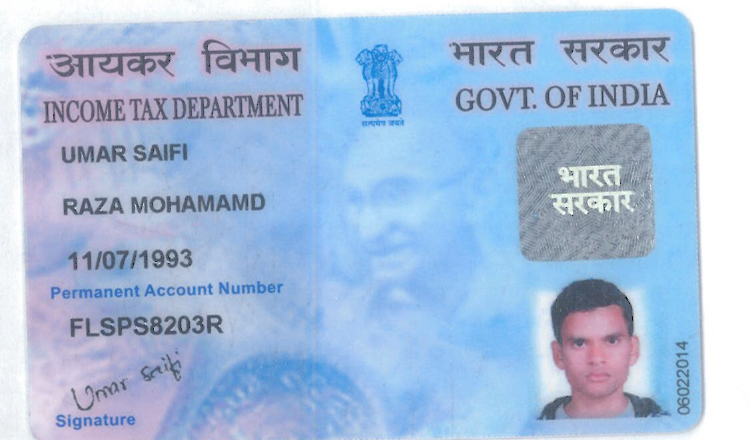 आयकर विभाग
INCOME TAX DEPARTMENT
भारत सरकार
GOVT. OF INDIA
सत्यमेव जयते
UMAR SAIFI
RAZA MOHAMAMD
11/07/1993
Permanent Account Number
FLSPS8203R
Umar Saifi
Signature
भारत
सरकार
06022014